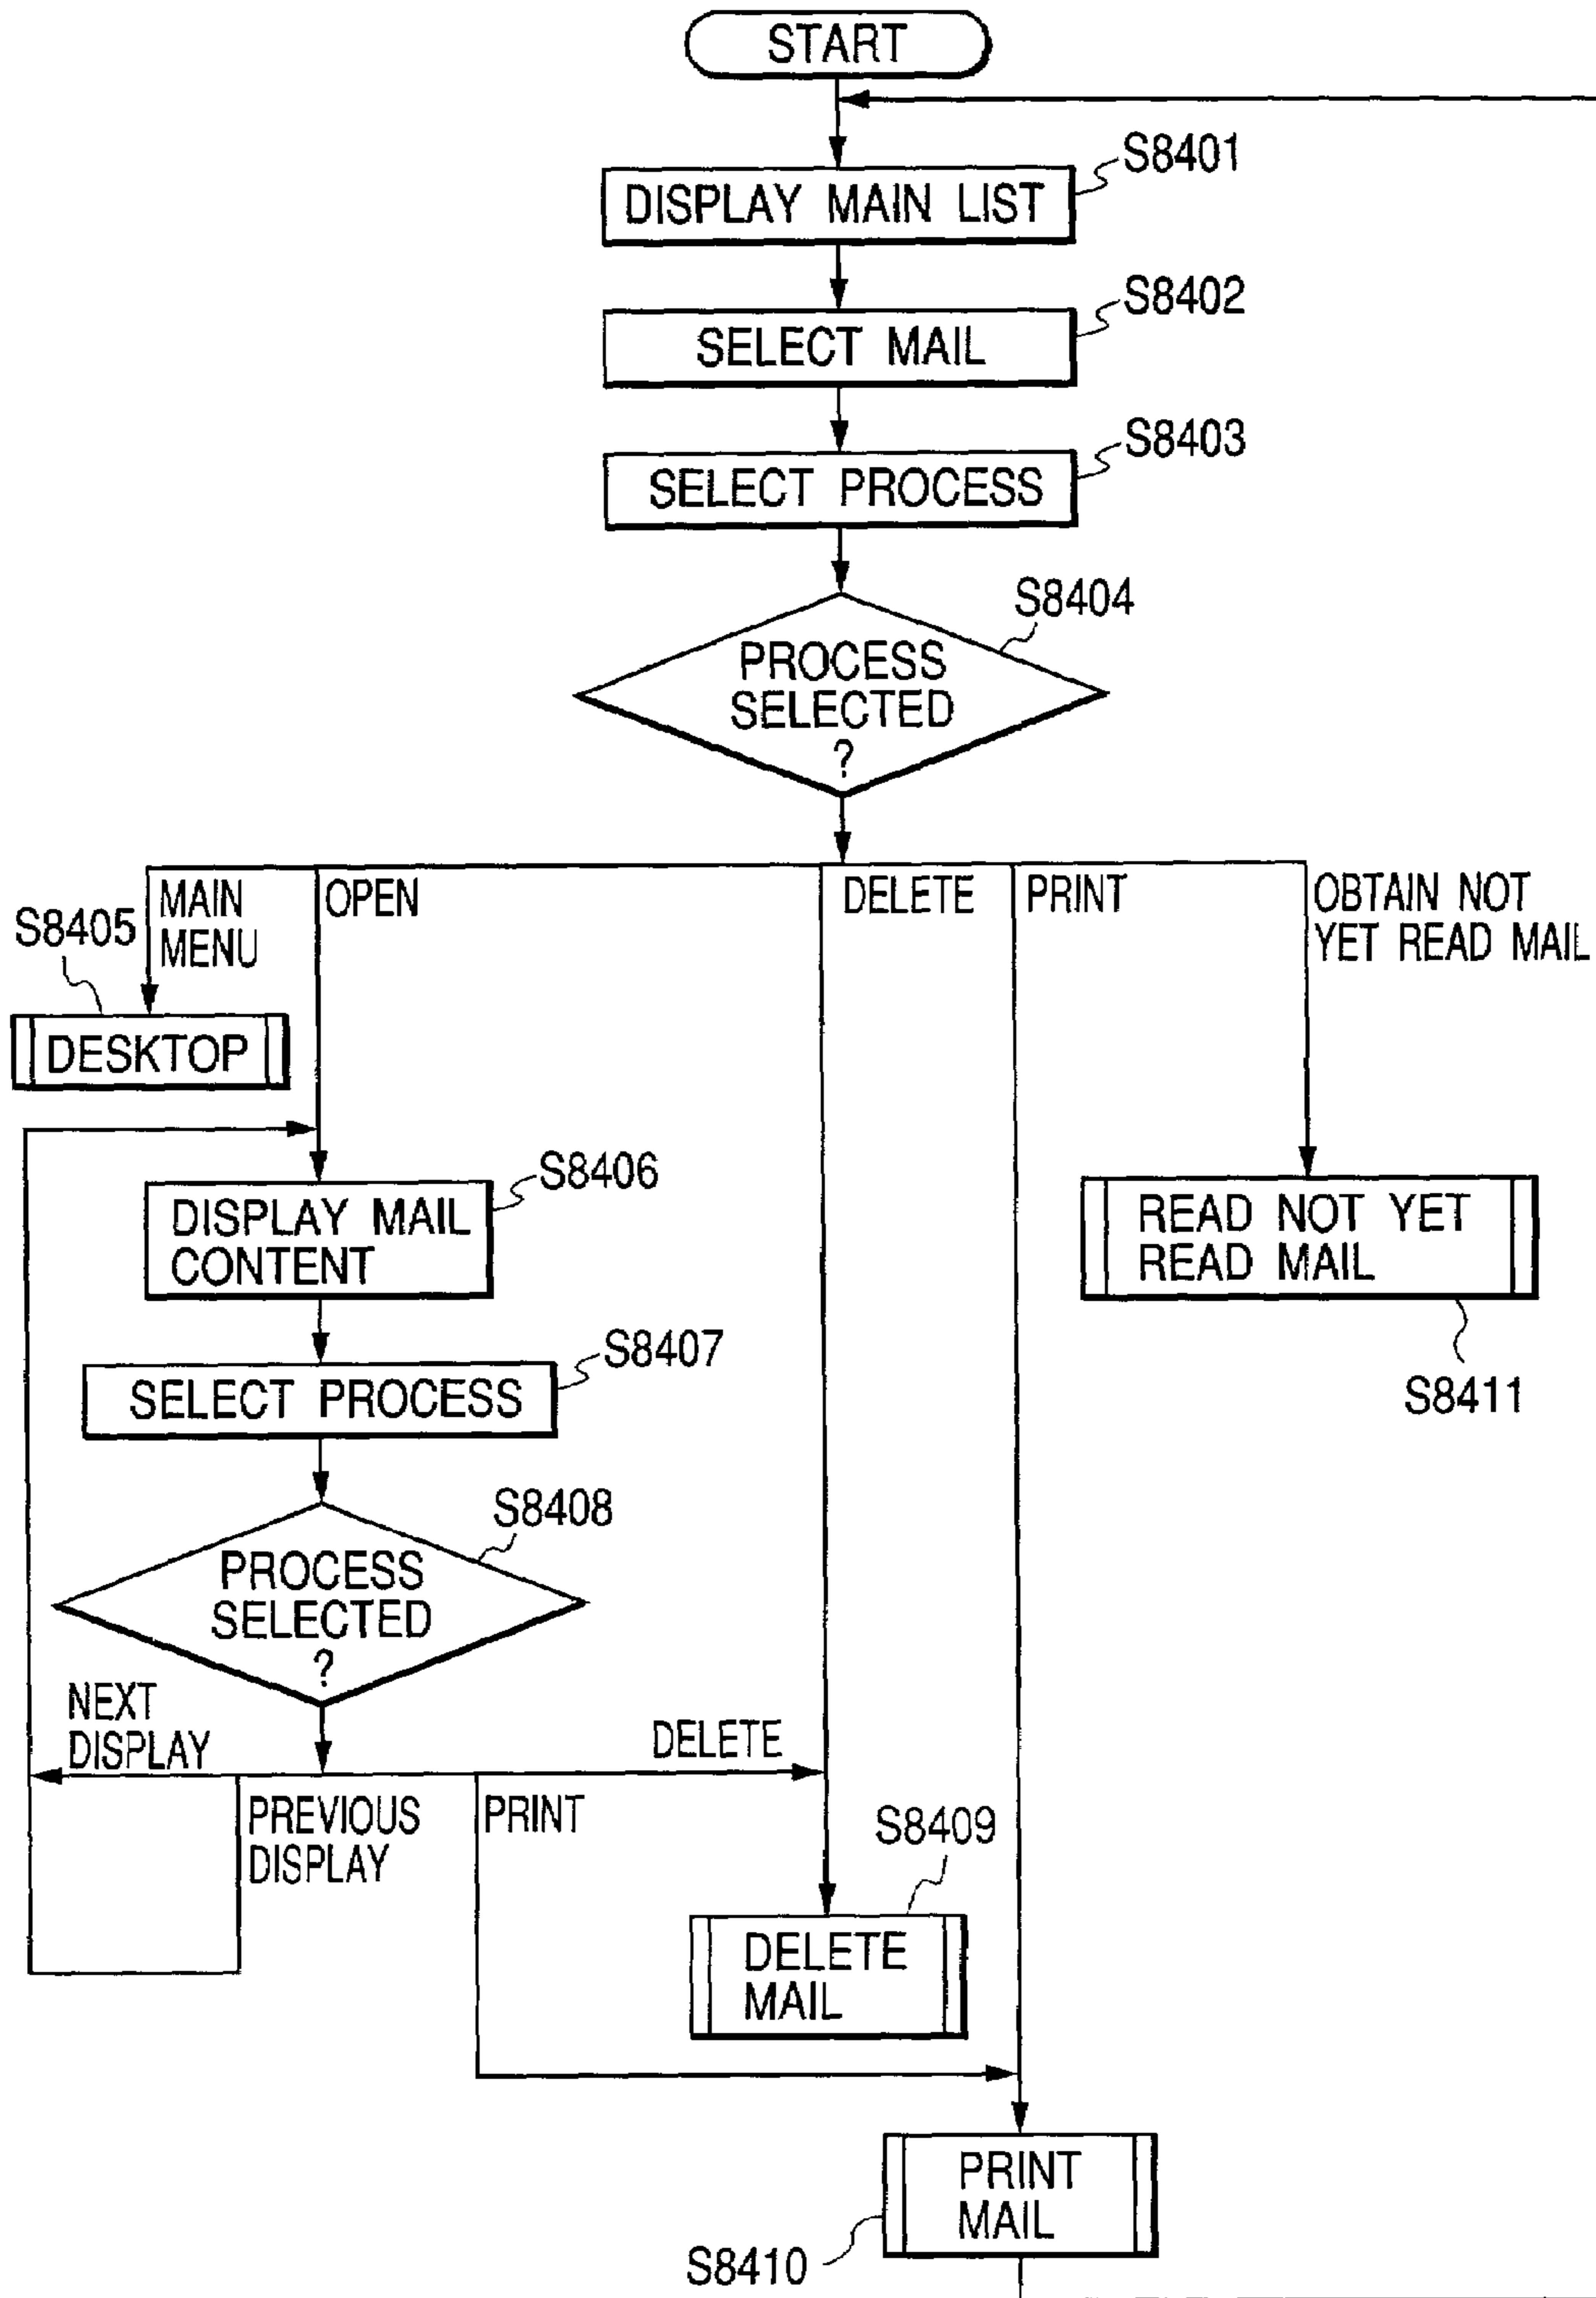 START
S8401
DISPLAY MAIN LIST
S8402
SELECT MAIL
S8403
SELECT PROCESS
S8404
PROCESS
SELECTED
?
MAIN
MENU
OPEN
DELETE
PRINT
OBTAIN NOT
YET READ MAIL
S8405
DESKTOP
S8406
DISPLAY MAIL
CONTENT
READ NOT YET
READ MAIL
S8411
S8407
SELECT PROCESS
S8408
PROCESS
SELECTED
?
NEXT
DISPLAY
DELETE
PREVIOUS
DISPLAY
PRINT
S8409
DELETE
MAIL
PRINT
MAIL
S8410